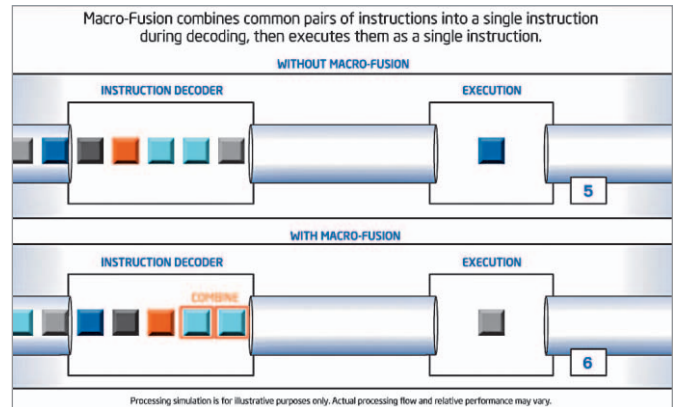 Macro-Fusion combines common pairs of instructions into a single instruction
during decoding, then executes them as a single instruction.
WITHOUT MACRO-FUSION
INSTRUCTION DECODER
EXECUTION
5
WITH MACRO-FUSION
INSTRUCTION DECODER
EXECUTION
COMBINE
6
Processing simulation is for illustrative purposes only. Actual processing flow and relative performance may vary.